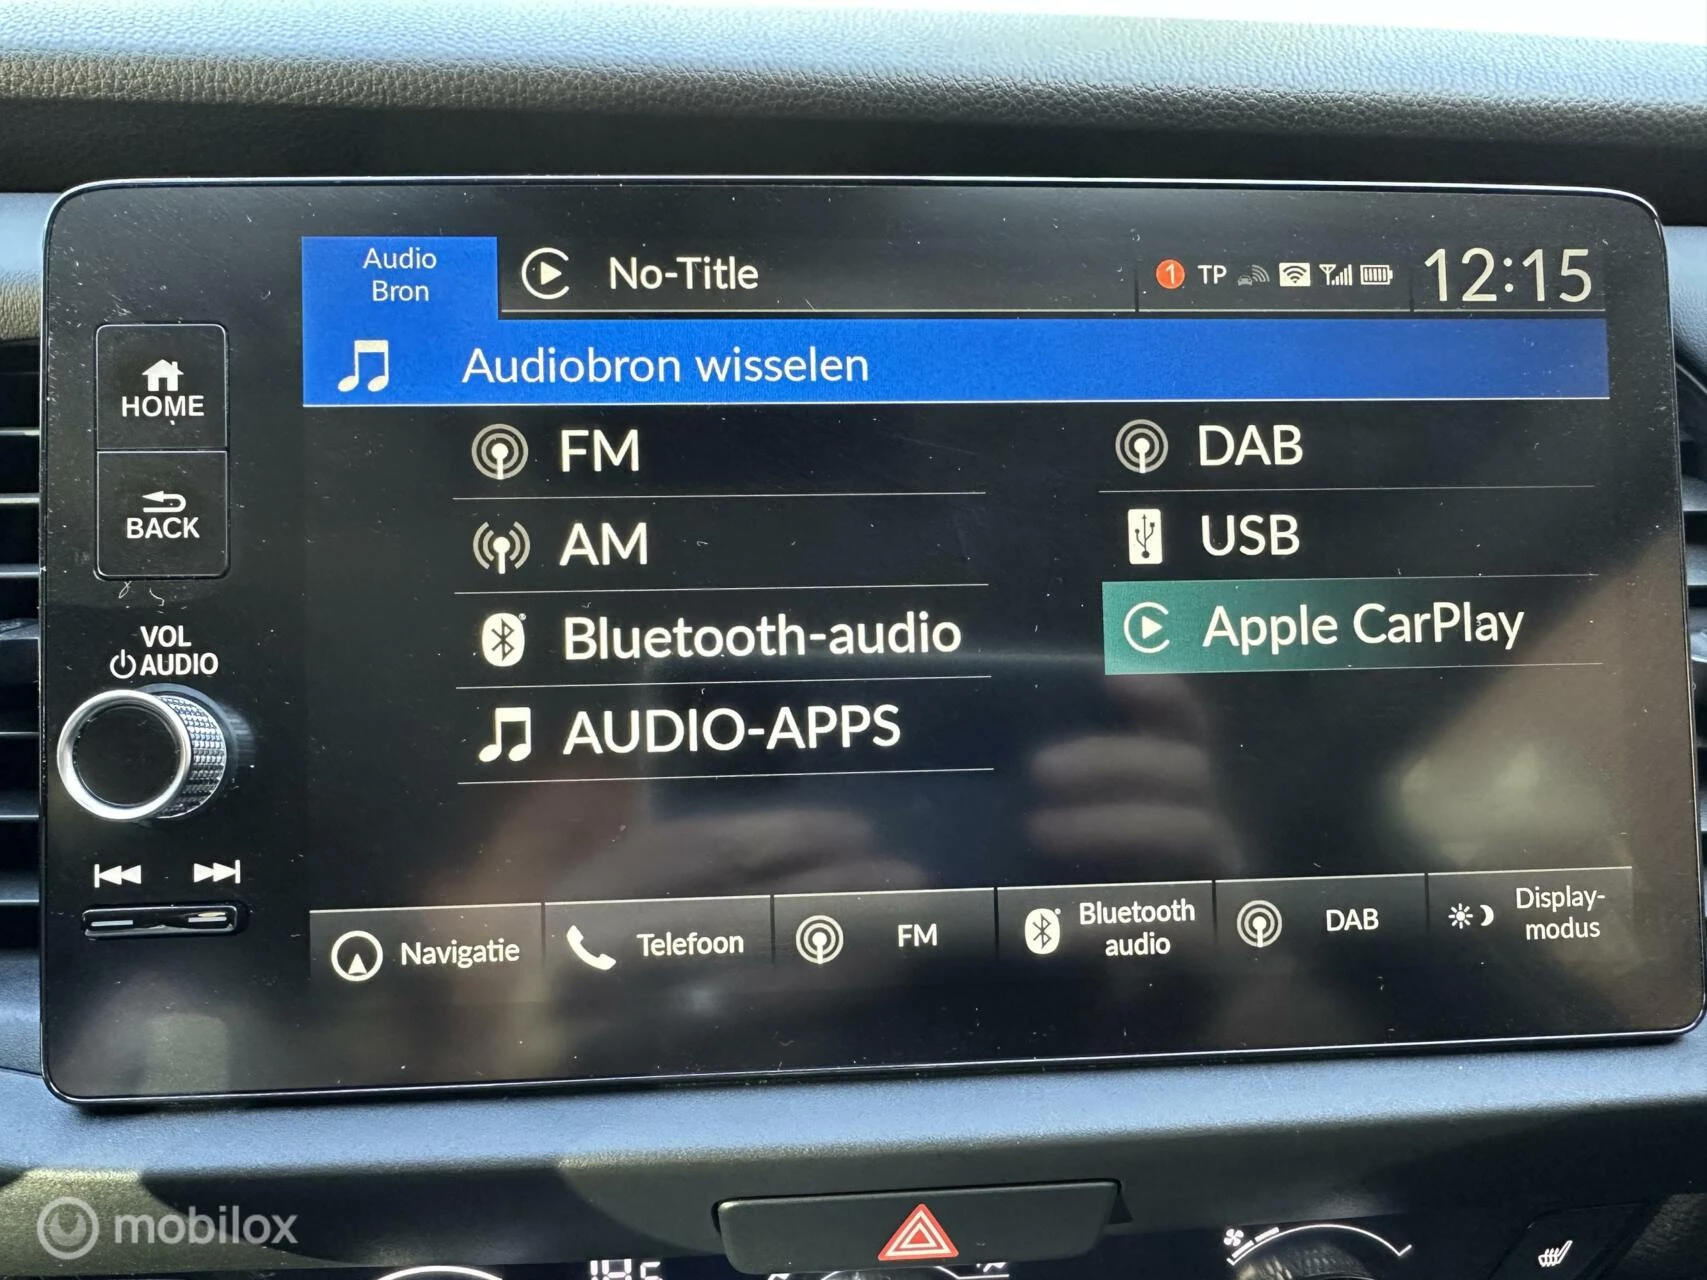 Audio
Bron
No-Title
1 TP
12:15
HOME
Audiobron wisselen
BACK
FM
DAB
AM
USB
Bluetooth-audio
Apple CarPlay
AUDIO-APPS
VOL
AUDIO
Navigatie
Telefoon
FM
Bluetooth
audio
DAB
Display-
modus
mobilox